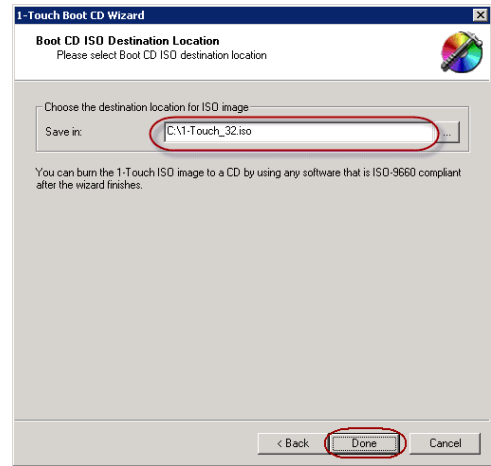 1-Touch Boot CD Wizard
Boot CD ISO Destination Location
Please select Boot CD ISO destination location
Choose the destination location for ISO image
Save in:
C:\1-Touch_32.iso
...
You can burn the 1-Touch ISO image to a CD by using any software that is ISO-9660 compliant
after the wizard finishes.
< Back
Done
Cancel